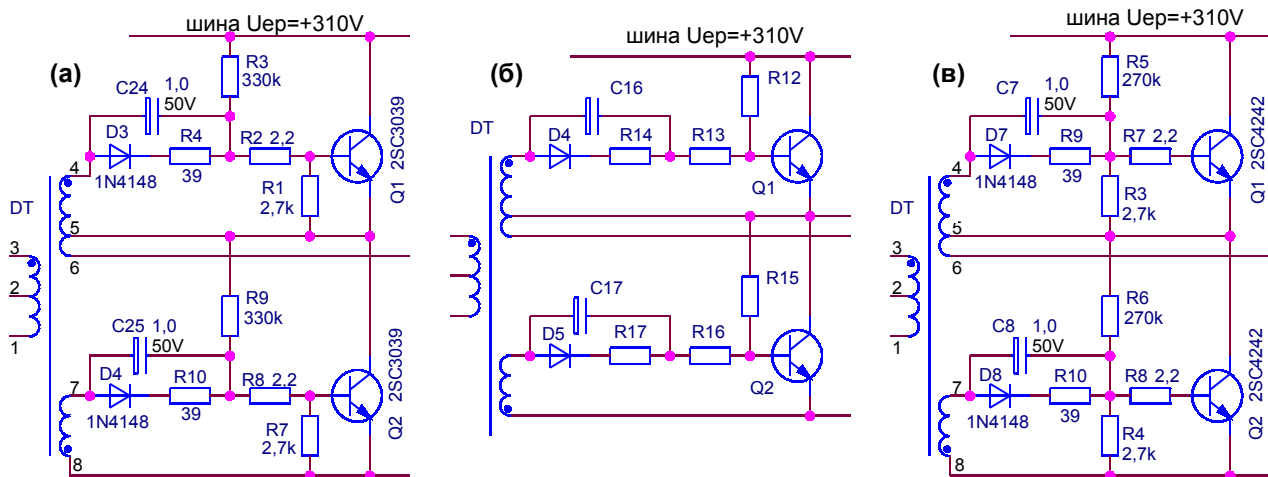 шина Uep=+310V
(а)
R3
330k
C24
1,0
50V
D3
R4
R2 2,2
1N4148
39
R1
2,7k
2SC3039
Q1
4
DT
5
3
6
2
1
R9
330k
C25
1,0
50V
D4
R10
R8 2,2
7
1N4148
39
R7
2,7k
2SC3039
Q2
8
шина Uep=+310V
(б)
R12
C16
D4
R14
R13
Q1
DT
R15
C17
D5
R17
R16
Q2
шина Uep=+310V
(в)
R5
270k
C7
1,0
50V
D7
R9
R7 2,2
1N4148
39
R3
2,7k
2SC4242
Q1
4
DT
5
3
6
2
1
R6
270k
C8
1,0
50V
D8
R10
R8 2,2
7
1N4148
39
R4
2,7k
2SC4242
Q2
8